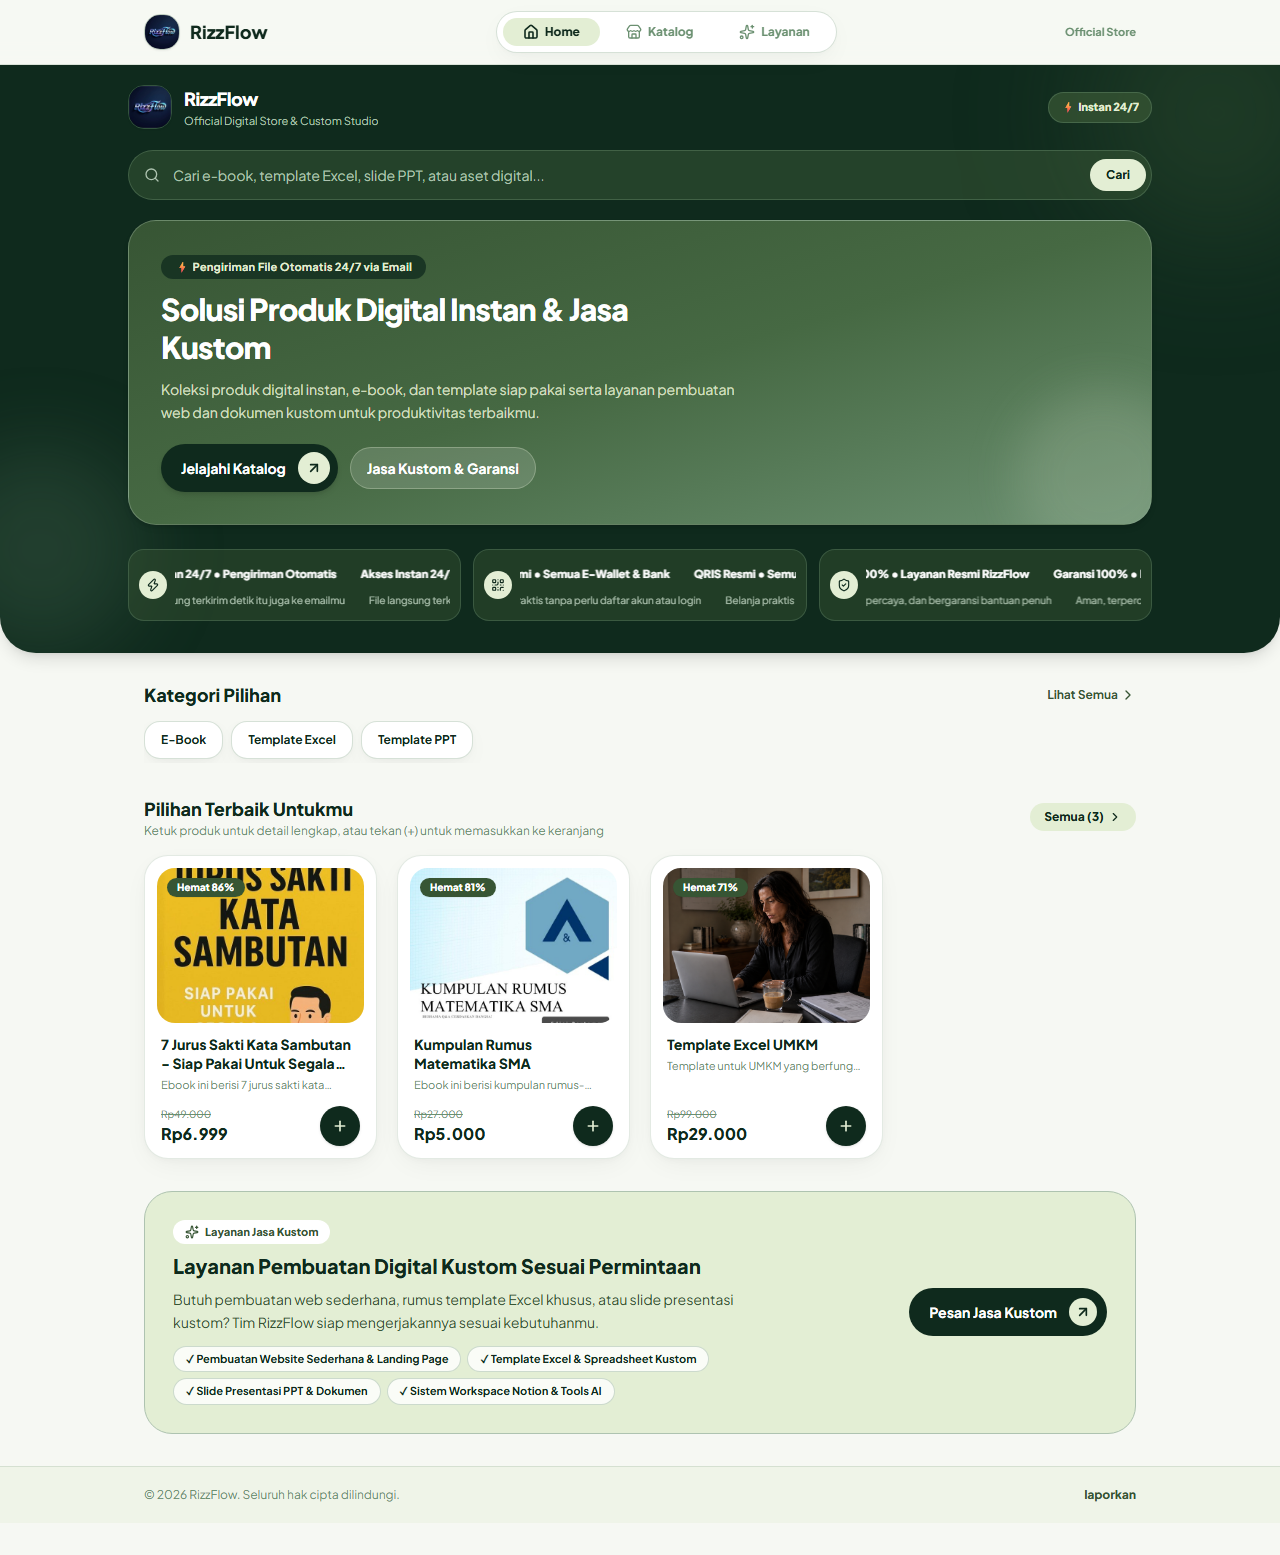 RizzFlow
Home
Katalog
Layanan
Official Store
RizzFlow
Official Digital Store & Custom Studio
Instan 24/7
Cari e-book, template Excel, slide PPT, atau aset digital...
Cari
Pengiriman File Otomatis 24/7 via Email
Solusi Produk Digital Instan & Jasa
Kustom
Koleksi produk digital instan, e-book, dan template siap pakai serta layanan pembuatan
web dan dokumen kustom untuk produktivitas terbaikmu.
Jelajahi Katalog
Jasa Kustom & Garansi
n 24/7 ● Pengiriman Otomatis Akses Instan 24/
ung terkirim detik itu juga ke emailmu File langsung terk
mi ● Semua E-Wallet & Bank QRIS Resmi ● Semu
raktis tanpa perlu daftar akun atau login Belanja praktis
00% ● Layanan Resmi RizzFlow Garansi 100% ●
percaya, dan bergaransi bantuan penuh Aman, terperc
Kategori Pilihan
Lihat Semua
E-Book
Template Excel
Template PPT
Pilihan Terbaik Untukmu
Ketuk produk untuk detail lengkap, atau tekan (+) untuk memasukkan ke keranjang
Semua (3)
Hemat 86%
JURUS SAKTI
KATA
SAMBUTAN
SIAP PAKAI
UNTUK
7 Jurus Sakti Kata Sambutan
- Siap Pakai Untuk Segala...
Ebook ini berisi 7 jurus sakti kata...
Rp49.000
Rp6.999
Hemat 81%
&
KUMPULAN RUMUS
MATEMATIKA SMA
Kumpulan Rumus
Matematika SMA
Ebook ini berisi kumpulan rumus-...
Rp27.000
Rp5.000
Hemat 71%
Template Excel UMKM
Template untuk UMKM yang berfung...
Rp99.000
Rp29.000
Layanan Jasa Kustom
Layanan Pembuatan Digital Kustom Sesuai Permintaan
Butuh pembuatan web sederhana, rumus template Excel khusus, atau slide presentasi
kustom? Tim RizzFlow siap mengerjakannya sesuai kebutuhanmu.
Pesan Jasa Kustom
✓ Pembuatan Website Sederhana & Landing Page
✓ Template Excel & Spreadsheet Kustom
✓ Slide Presentasi PPT & Dokumen
✓ Sistem Workspace Notion & Tools AI
© 2026 RizzFlow. Seluruh hak cipta dilindungi.
laporkan